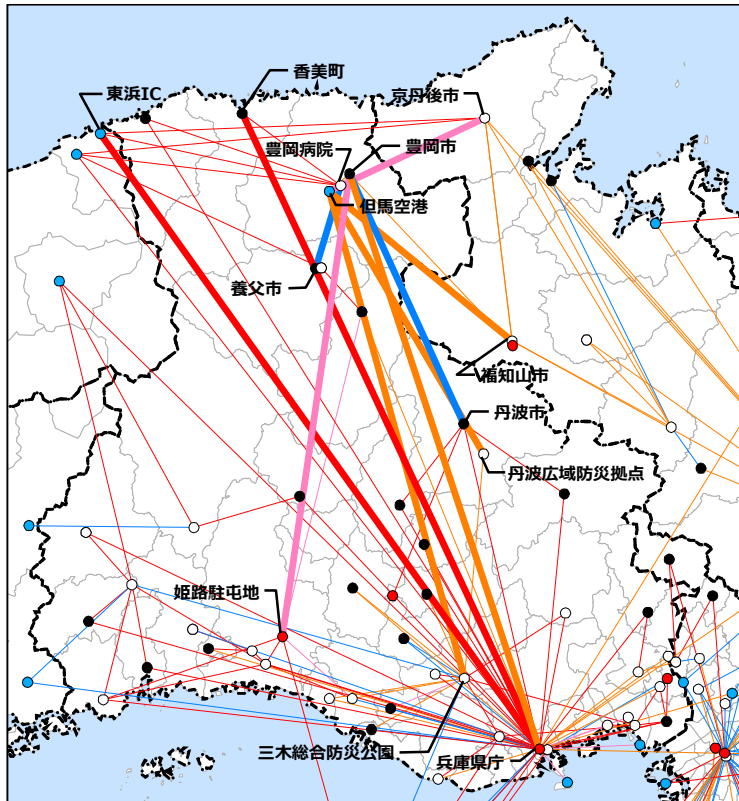 香美町
東浜IC
京丹後市
豊岡病院
豊岡市
但馬空港
養父市
福知山市
丹波市
丹波広域防災拠点
姫路駐屯地
三木総合防災公園
兵庫県庁